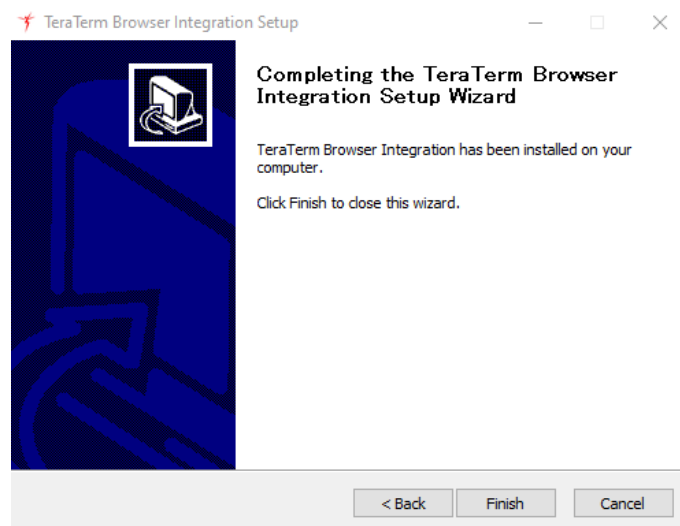 TeraTerm Browser Integration Setup
Completing the TeraTerm Browser
Integration Setup Wizard
TeraTerm Browser Integration has been installed on your
computer.
Click Finish to close this wizard.
< Back
Finish
Cancel